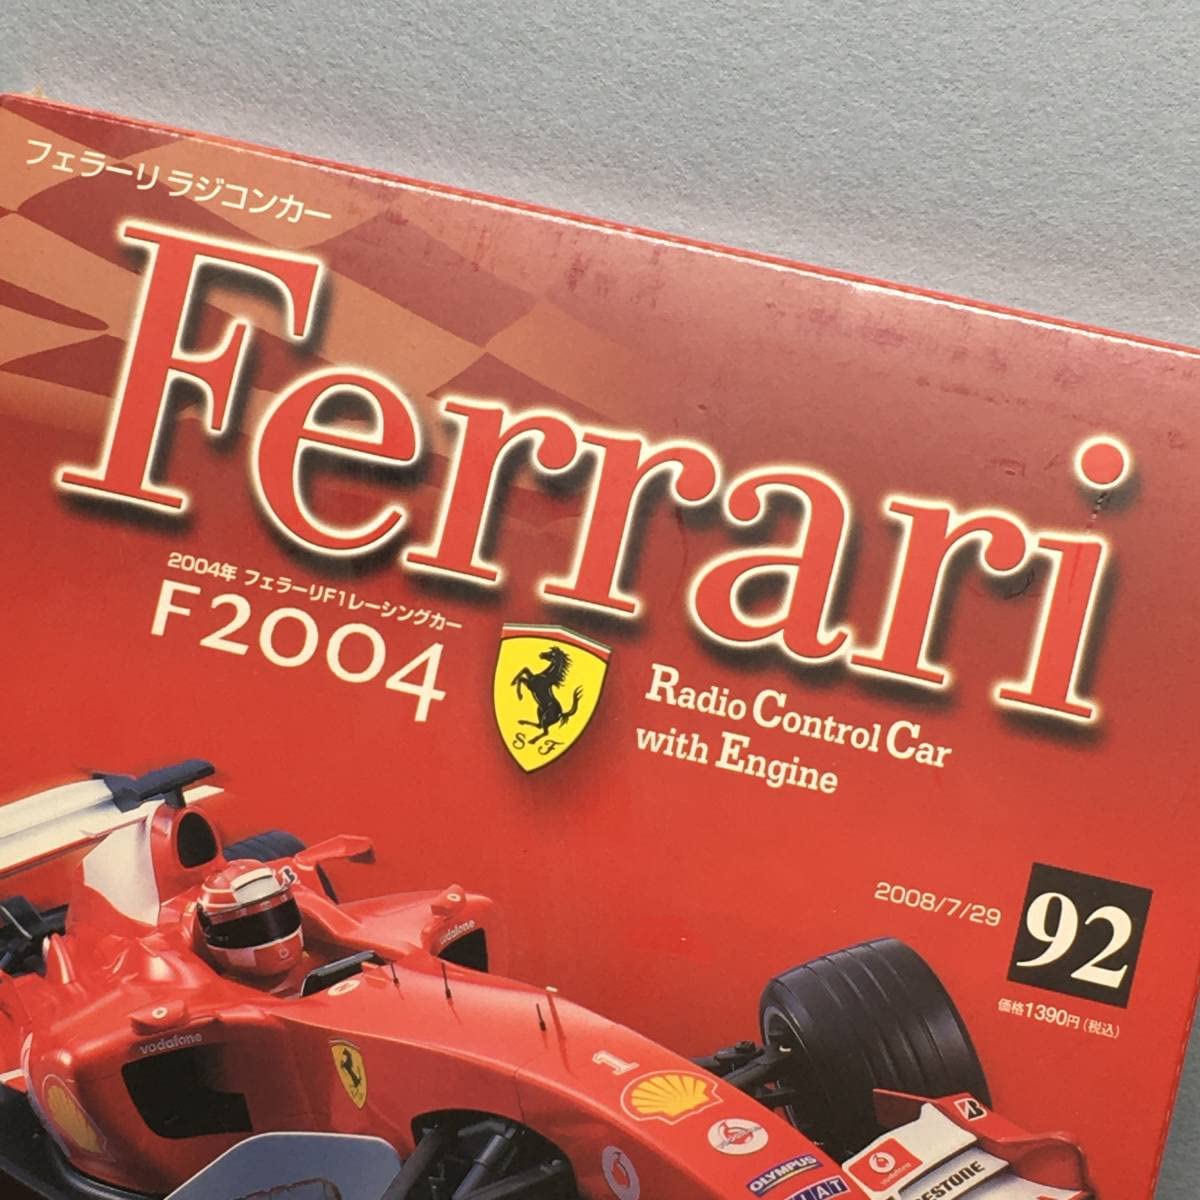 フェラーリ ラジコンカー
Ferrari
2004年 フェラーリF1レーシングカー
F2004
S F
Radio Control Car
with Engine
2008/7/29
92
価格1390円(税込)
vodafone
vodafone
1
OLYMPUS
FIAT